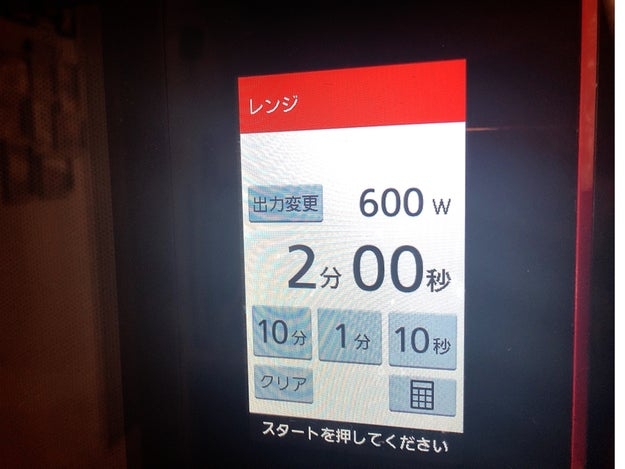 レンジ
出力変更 600 W
2分00秒
10分 1分 10秒
クリア
スタートを押してください